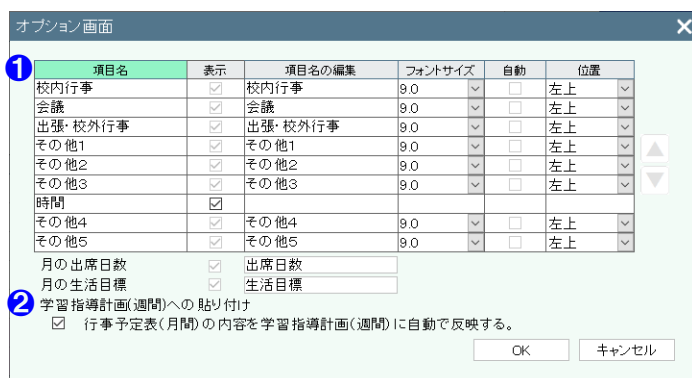 オプション画面
1
項目名 表示 項目名の編集 フォントサイズ 自動 位置
校内行事 校内行事 9.0 左上
会議 会議 9.0 左上
出張・校外行事 出張・校外行事 9.0 左上
その他1 その他1 9.0 左上
その他2 その他2 9.0 左上
その他3 その他3 9.0 左上
時間
その他4 その他4 9.0 左上
その他5 その他5 9.0 左上
月の出席日数 出席日数
月の生活目標 生活目標
2 学習指導計画(週間)への貼り付け
行事予定表(月間)の内容を学習指導計画(週間)に自動で反映する。
OK キャンセル